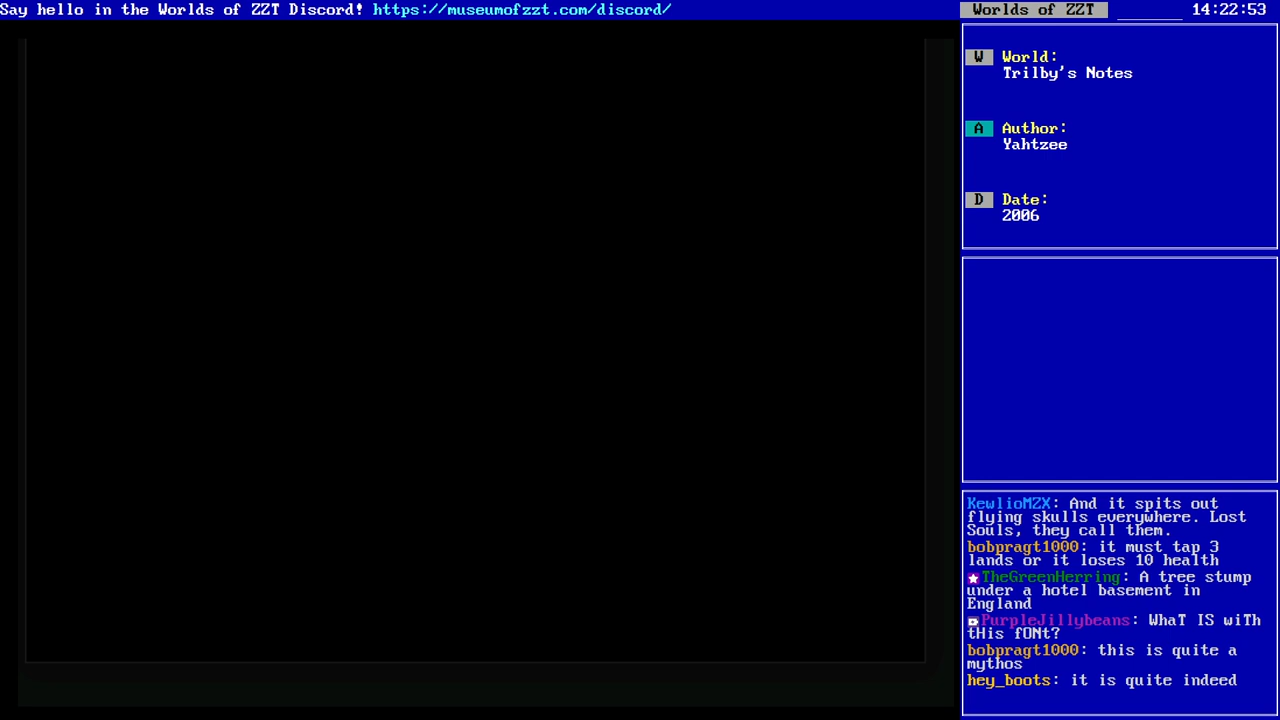 Say hello in the Worlds of ZZT Discord! https://museumofzzt.com/discord/
Worlds of ZZT
14:22:53
W World:
Trilby's Notes
A Author:
Yahtzee
D Date:
2006
KewlioMZX: And it spits out
flying skulls everywhere. Lost
Souls, they call them.
bobpragt1000: it must tap 3
lands or it loses 10 health
TheGreenHerring: A tree stump
under a hotel basement in
England
PurpleJillybeans: WhaT IS wiTh
tHis fONt?
bobpragt1000: this is quite a
mythos
hey_boots: it is quite indeed